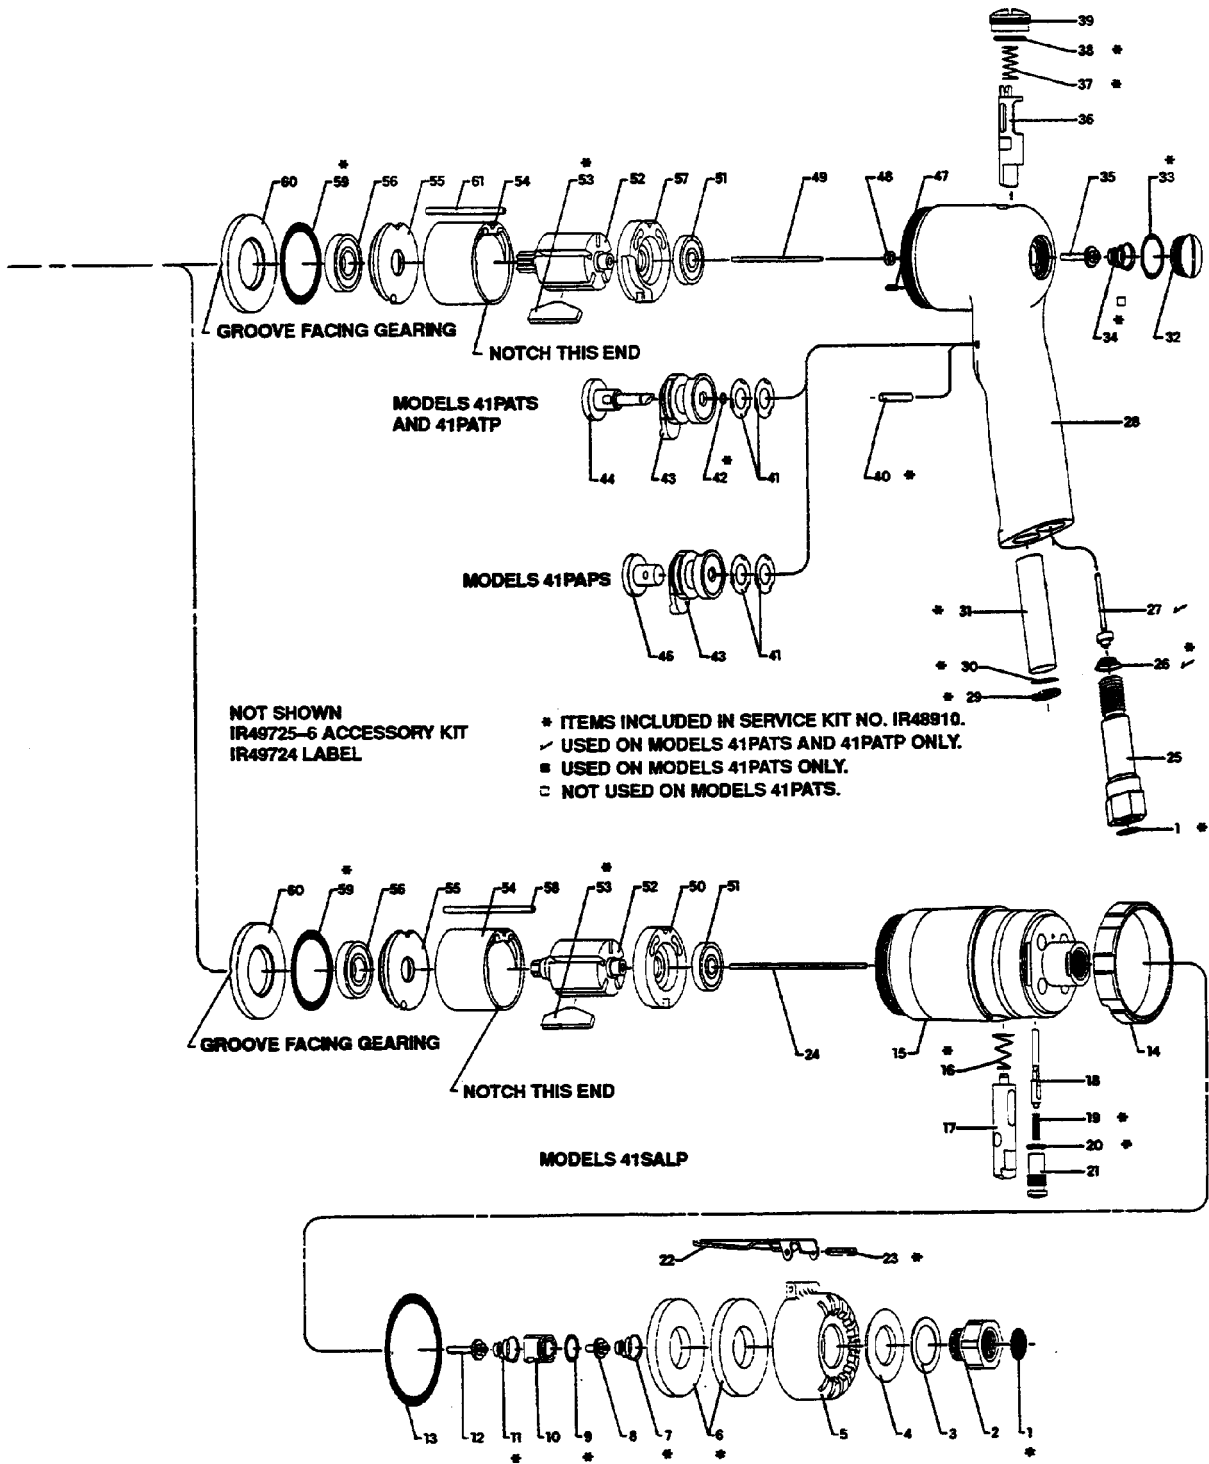 39
38 *
37 *
36
60 59 * 56 55 61 54 53 * 52 57 51 49 48 47 35 33 *
GROOVE FACING GEARING
NOTCH THIS END
34 * 32
MODELS 41PATS
AND 41PATP
28
44 43 42 * 41 40 *
MODELS 41PAPS
* 31 27 ✓
* 30 26 * ✓
* 29
45 43 41
NOT SHOWN
IR49725-6 ACCESSORY KIT
IR49724 LABEL
* ITEMS INCLUDED IN SERVICE KIT NO. IR48910.
✓ USED ON MODELS 41PATS AND 41PATP ONLY.
■ USED ON MODELS 41PATS ONLY.
□ NOT USED ON MODELS 41PATS.
25
1 *
60 59 * 56 55 54 58 53 * 52 50 51
GROOVE FACING GEARING
24 15 * 16 14
NOTCH THIS END
18
17 19 *
20 *
21
MODELS 41SALP
22 23 *
13 12 11 * 10 9 * 8 7 * 6 * 5 4 3 2 1 *